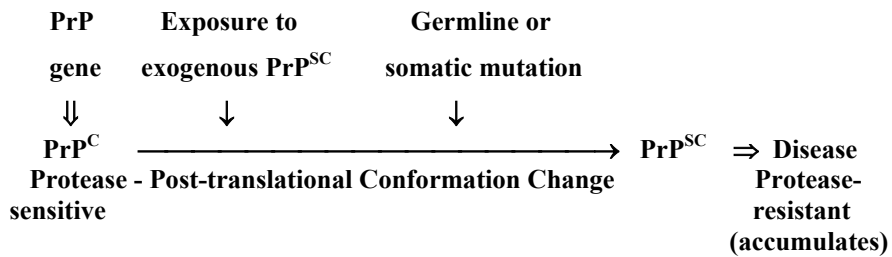 PrP Exposure to Germline or
gene exogenous PrP^SC somatic mutation
⇓ ↓ ↓
PrP^C ⟶ PrP^SC ⇒ Disease
Protease - Post-translational Conformation Change Protease-
sensitive resistant
(accumulates)